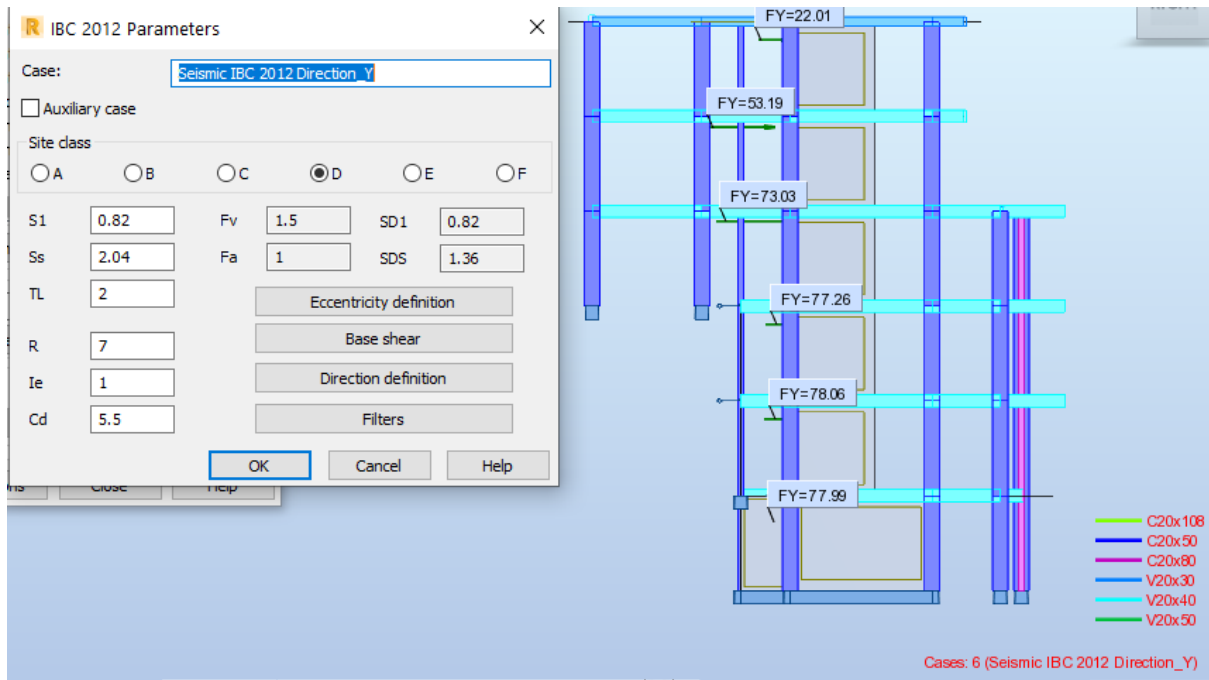 IBC 2012 Parameters
Case: Seismic IBC 2012 Direction_Y
Auxiliary case
Site class
A B C D E F
S1 0.82 Fv 1.5 SD1 0.82
Ss 2.04 Fa 1 SDS 1.36
TL 2 Eccentricity definition
R 7 Base shear
Ie 1 Direction definition
Cd 5.5 Filters
OK Cancel Help
Close Help
FY=22.01
FY=53.19
FY=73.03
FY=77.26
FY=78.06
FY=77.99
C20x108
C20x50
C20x80
V20x30
V20x40
V20x50
Cases: 6 (Seismic IBC 2012 Direction_Y)